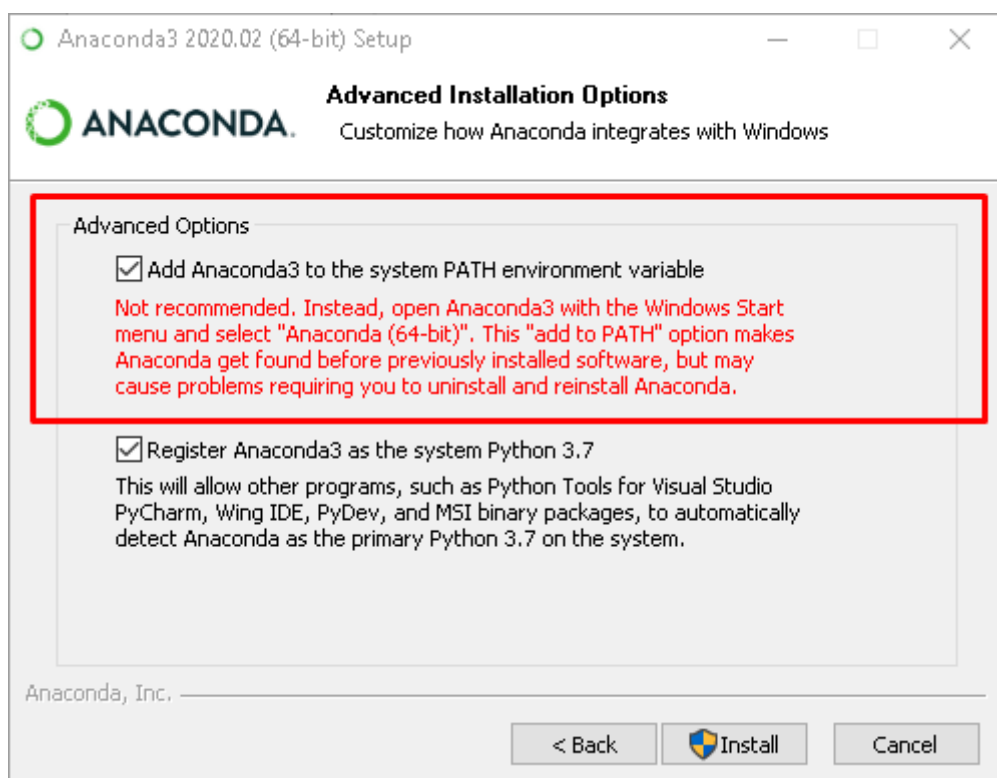 Anaconda3 2020.02 (64-bit) Setup
ANACONDA.
Advanced Installation Options
Customize how Anaconda integrates with Windows
Advanced Options
Add Anaconda3 to the system PATH environment variable
Not recommended. Instead, open Anaconda3 with the Windows Start
menu and select "Anaconda (64-bit)". This "add to PATH" option makes
Anaconda get found before previously installed software, but may
cause problems requiring you to uninstall and reinstall Anaconda.
Register Anaconda3 as the system Python 3.7
This will allow other programs, such as Python Tools for Visual Studio
PyCharm, Wing IDE, PyDev, and MSI binary packages, to automatically
detect Anaconda as the primary Python 3.7 on the system.
Anaconda, Inc.
< Back
Install
Cancel